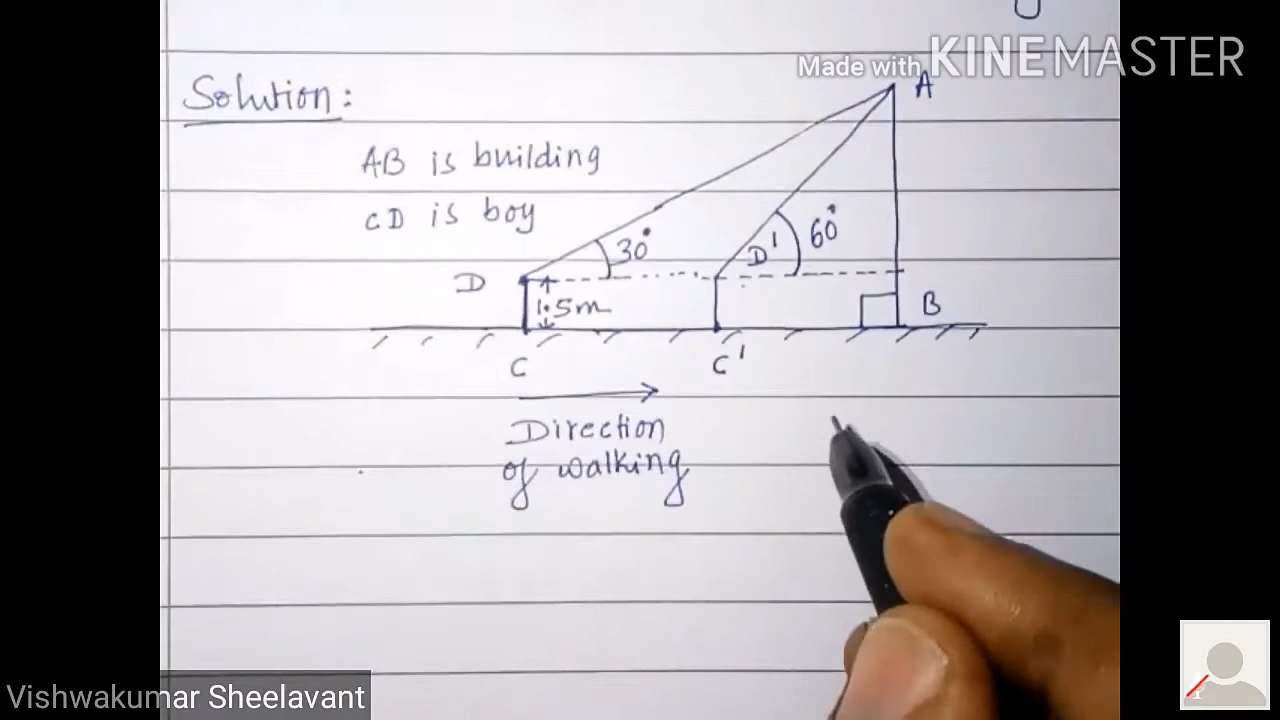 Made with KINEMASTER
Solution:
A
AB is building
CD is boy
30°
D'
60°
D
1.5m
B
C
C'
Direction
of walking
Vishwakumar Sheelavant